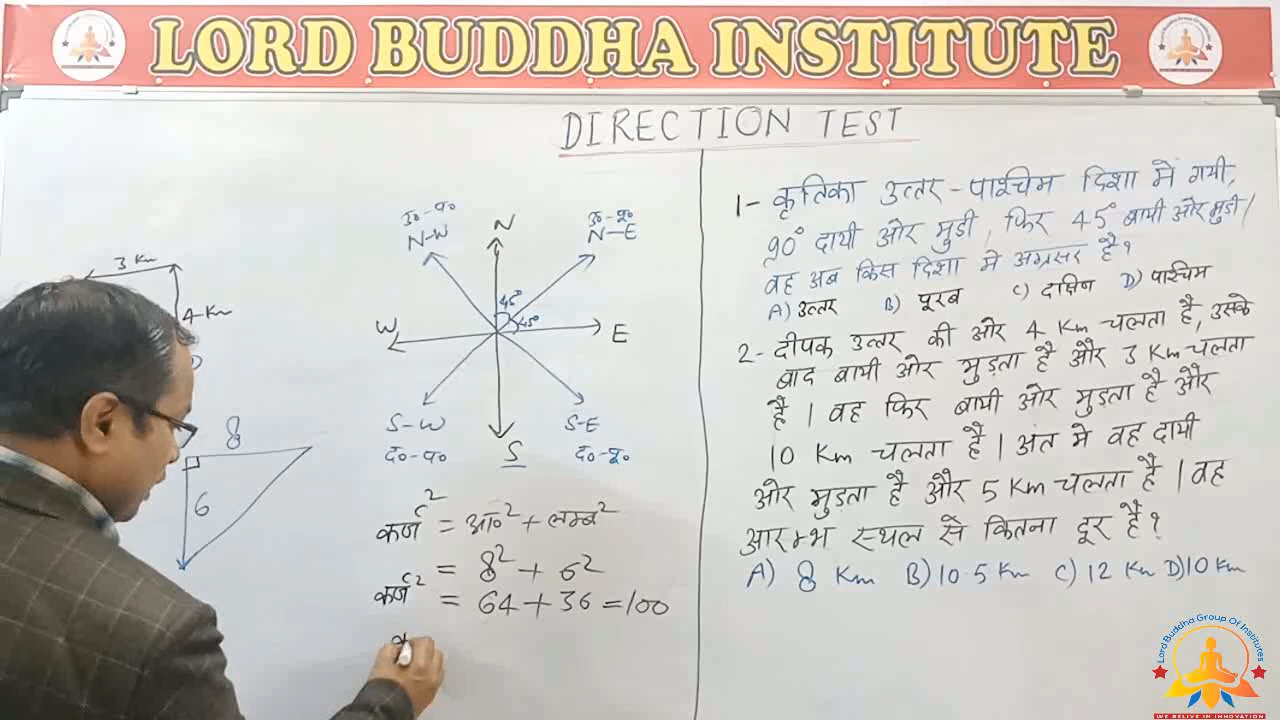 LORD BUDDHA INSTITUTE
DIRECTION TEST
3 Km
4 Km
8
6
उ०-प०
N-W
N
उ०-पू०
N-E
45°
45°
W
E
S-W
द०-प०
S
S-E
द०-पू०
कर्ण² = आ०² + लम्ब²
= 8² + 6²
कर्ण² = 64 + 36 = 100
1- कृतिका उत्तर-पश्चिम दिशा में गयी,
90° दायी ओर मुड़ी, फिर 45° बायी ओर मुड़ी।
वह अब किस दिशा मे अग्रसर है?
A) उत्तर B) पूरब C) दक्षिण D) पश्चिम
2- दीपक उत्तर की ओर 4 Km चलता है, उसके
बाद बायी ओर मुड़ता है और 3 Km चलता
है। वह फिर बायी ओर मुड़ता है और
10 Km चलता है। अंत मे वह दायी
ओर मुड़ता है और 5 Km चलता है। वह
आरम्भ स्थल से कितना दूर है?
A) 8 Km B) 10.5 Km C) 12 Km D) 10 Km
Lord Buddha Group Of Institutes
WE BELIVE IN INNOVATION